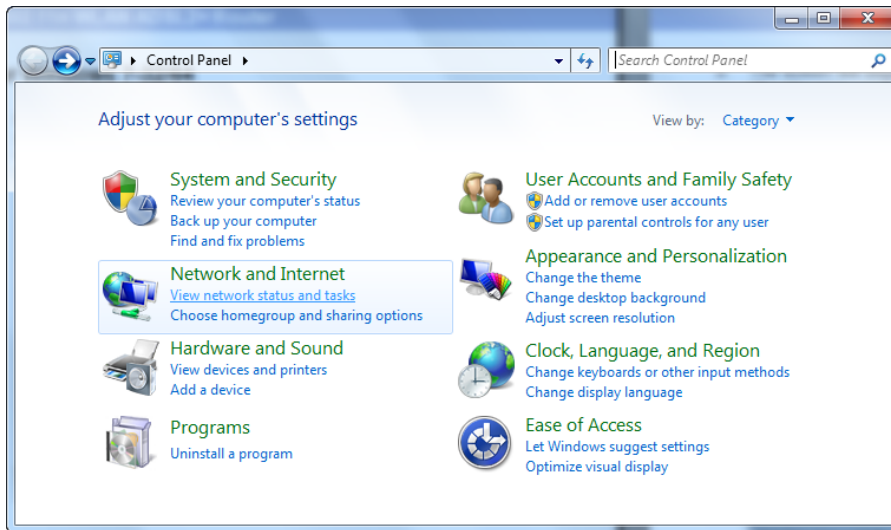 Control Panel
Search Control Panel
Adjust your computer's settings
View by: Category
System and Security
Review your computer's status
Back up your computer
Find and fix problems
Network and Internet
View network status and tasks
Choose homegroup and sharing options
Hardware and Sound
View devices and printers
Add a device
Programs
Uninstall a program
User Accounts and Family Safety
Add or remove user accounts
Set up parental controls for any user
Appearance and Personalization
Change the theme
Change desktop background
Adjust screen resolution
Clock, Language, and Region
Change keyboards or other input methods
Change display language
Ease of Access
Let Windows suggest settings
Optimize visual display